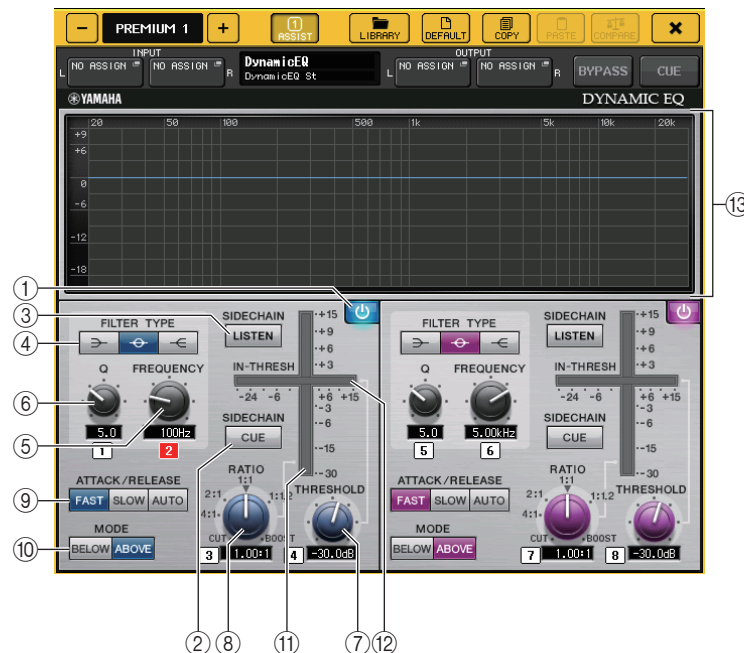 PREMIUM 1
1
ASSIST
LIBRARY
DEFAULT
COPY
PASTE
COMPARE
INPUT
L
NO ASSIGN
NO ASSIGN
R
DynamicEQ
DynamicEQ St
OUTPUT
L
NO ASSIGN
NO ASSIGN
R
BYPASS
CUE
YAMAHA
DYNAMIC EQ
20 50 100 500 1k 5k 10k 20k
+9
+6
0
-6
-12
-18
⑬
①
③
④
⑥
⑤
⑨
⑩
FILTER TYPE
Q
FREQUENCY
5.0
100Hz
1
2
ATTACK/RELEASE
FAST SLOW AUTO
MODE
BELOW ABOVE
SIDECHAIN
LISTEN
IN-THRESH
-24 -6 +6 +15
SIDECHAIN
CUE
+15
+9
+6
+3
-3
-6
-15
-30
RATIO
1:1
2:1
1:1.2
4:1
CUT
BOOST
3
1.00:1
THRESHOLD
4
-30.0dB
FILTER TYPE
Q
FREQUENCY
5.0
5.00kHz
5
6
ATTACK/RELEASE
FAST SLOW AUTO
MODE
BELOW ABOVE
SIDECHAIN
LISTEN
IN-THRESH
-24 -6 +6 +15
SIDECHAIN
CUE
+15
+9
+6
+3
-3
-6
-15
-30
RATIO
1:1
2:1
1:1.2
4:1
CUT
BOOST
7
1.00:1
THRESHOLD
8
-30.0dB
② ⑧ ⑪ ⑦ ⑫